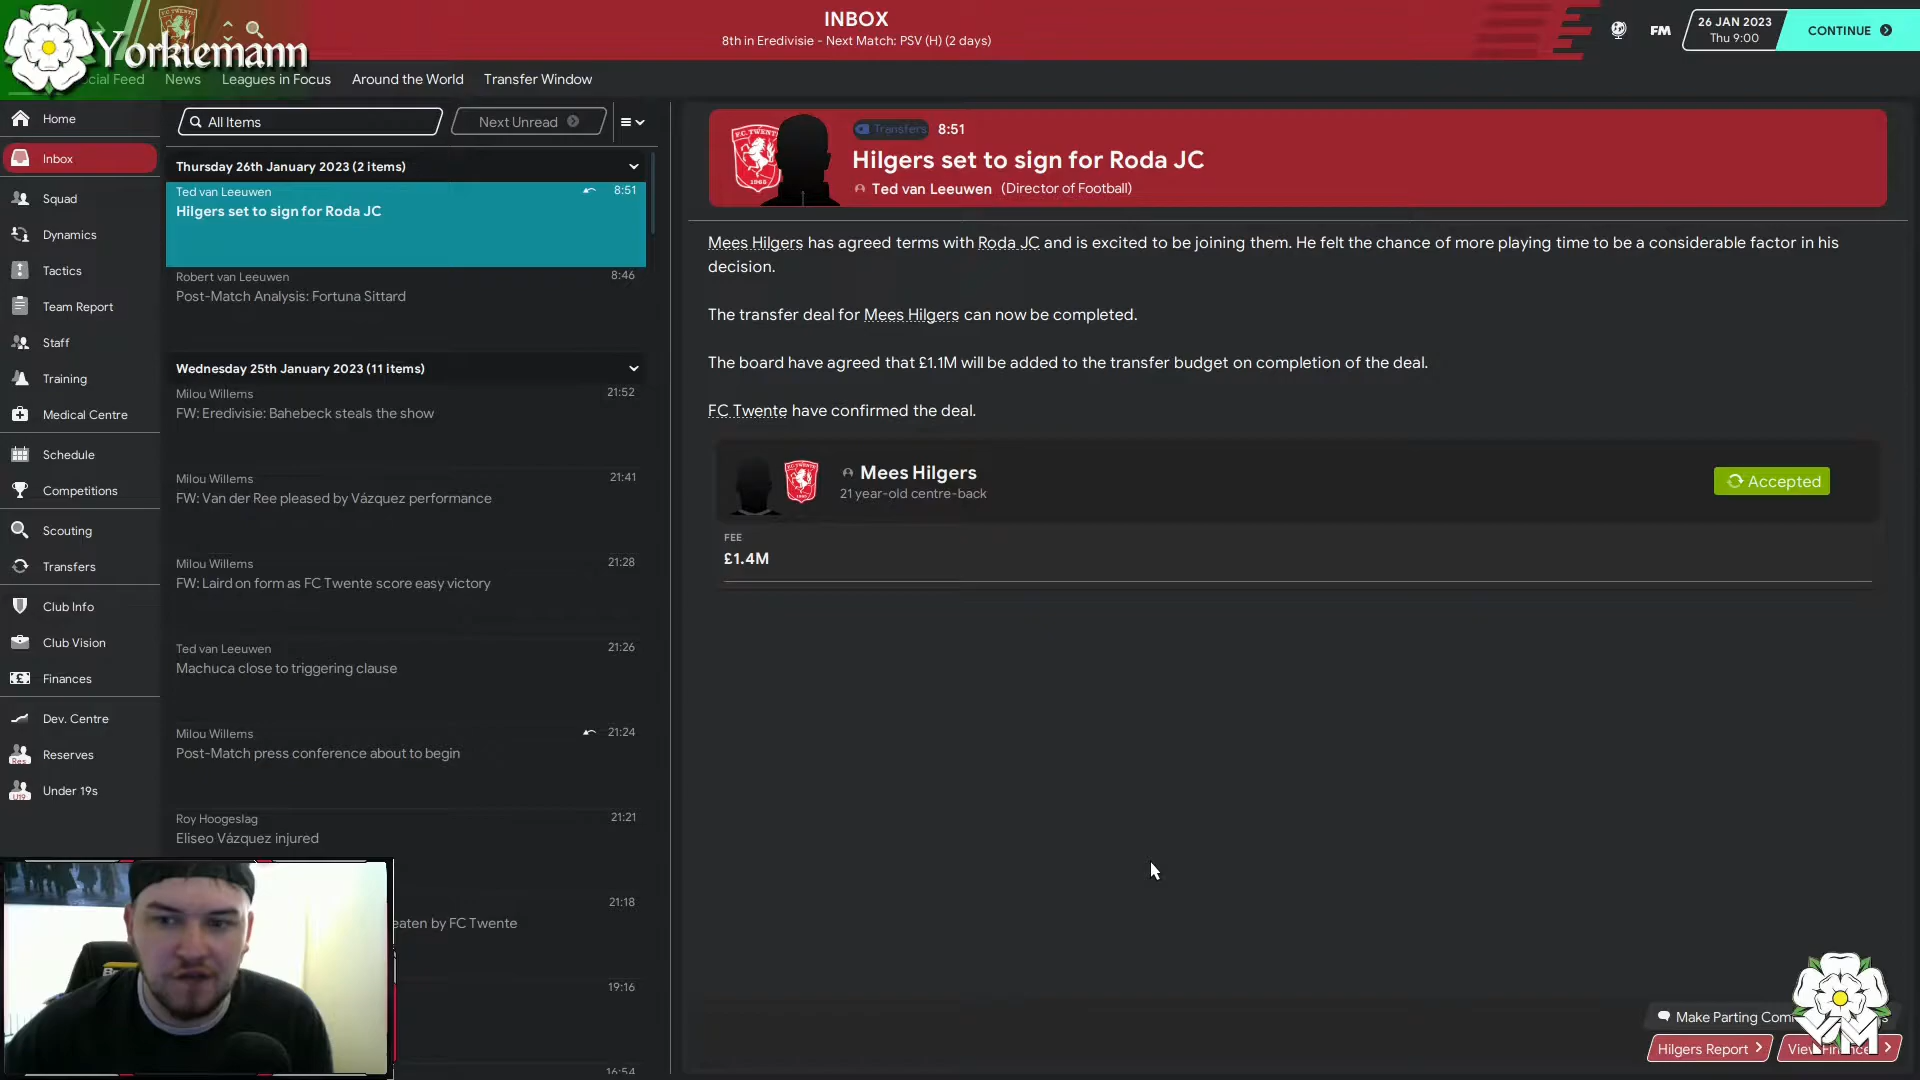 Yorkiemann
INBOX
8th in Eredivisie - Next Match: PSV (H) (2 days)
FM
26 JAN 2023
Thu 9:00
CONTINUE
cial Feed
News
Leagues in Focus
Around the World
Transfer Window
Home
Inbox
Squad
Dynamics
Tactics
Team Report
Staff
Training
Medical Centre
Schedule
Competitions
Scouting
Transfers
Club Info
Club Vision
Finances
Dev. Centre
Reserves
Under 19s
All Items
Next Unread
Thursday 26th January 2023 (2 items)
Ted van Leeuwen
8:51
Hilgers set to sign for Roda JC
Robert van Leeuwen
8:46
Post-Match Analysis: Fortuna Sittard
Wednesday 25th January 2023 (11 items)
Milou Willems
21:52
FW: Eredivisie: Bahebeck steals the show
Milou Willems
21:41
FW: Van der Ree pleased by Vázquez performance
Milou Willems
21:28
FW: Laird on form as FC Twente score easy victory
Ted van Leeuwen
21:26
Machuca close to triggering clause
Milou Willems
21:24
Post-Match press conference about to begin
Roy Hoogeslag
21:21
Eliseo Vázquez injured
21:18
eaten by FC Twente
19:16
16:54
Transfers
8:51
Hilgers set to sign for Roda JC
Ted van Leeuwen (Director of Football)
Mees Hilgers has agreed terms with Roda JC and is excited to be joining them. He felt the chance of more playing time to be a considerable factor in his
decision.
The transfer deal for Mees Hilgers can now be completed.
The board have agreed that £1.1M will be added to the transfer budget on completion of the deal.
FC Twente have confirmed the deal.
Mees Hilgers
21 year-old centre-back
Accepted
FEE
£1.4M
Make Parting Com
Hilgers Report
View Finance
YM